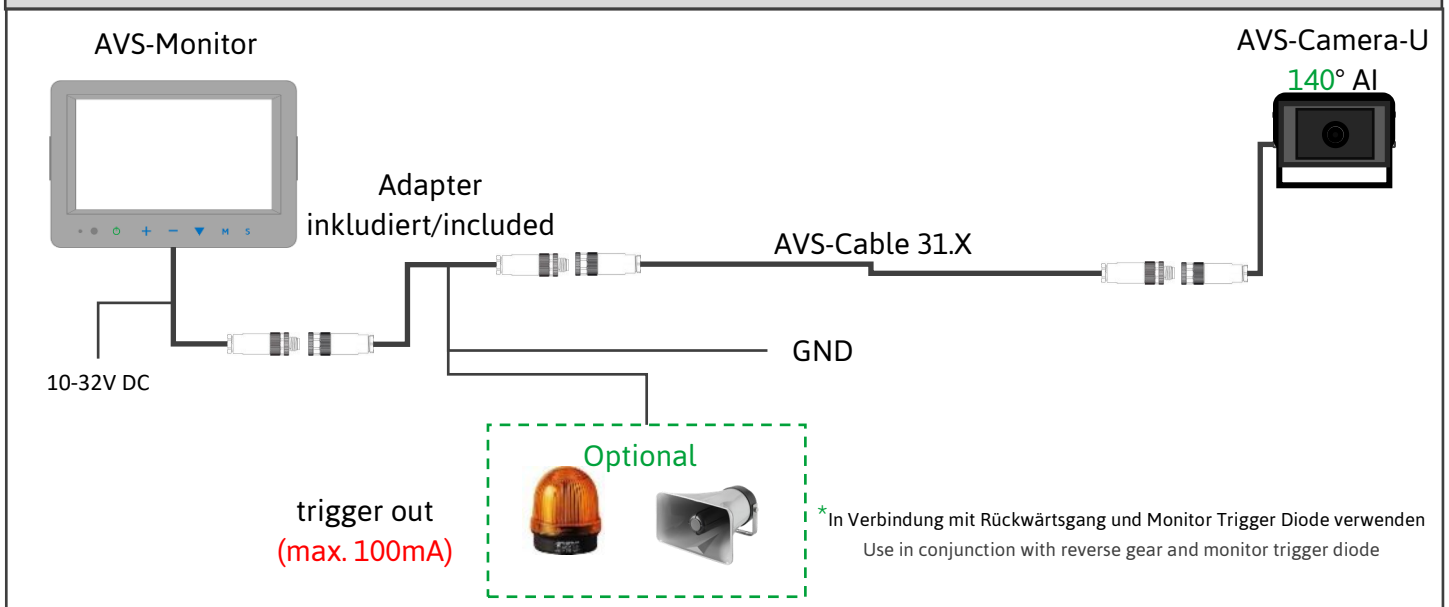 AVS-Monitor
AVS-Camera-U
140° AI
Adapter
inkludiert/included
AVS-Cable 31.X
M S
GND
10-32V DC
Optional
trigger out
(max. 100mA)
*In Verbindung mit Rückwärtsgang und Monitor Trigger Diode verwenden
Use in conjunction with reverse gear and monitor trigger diode